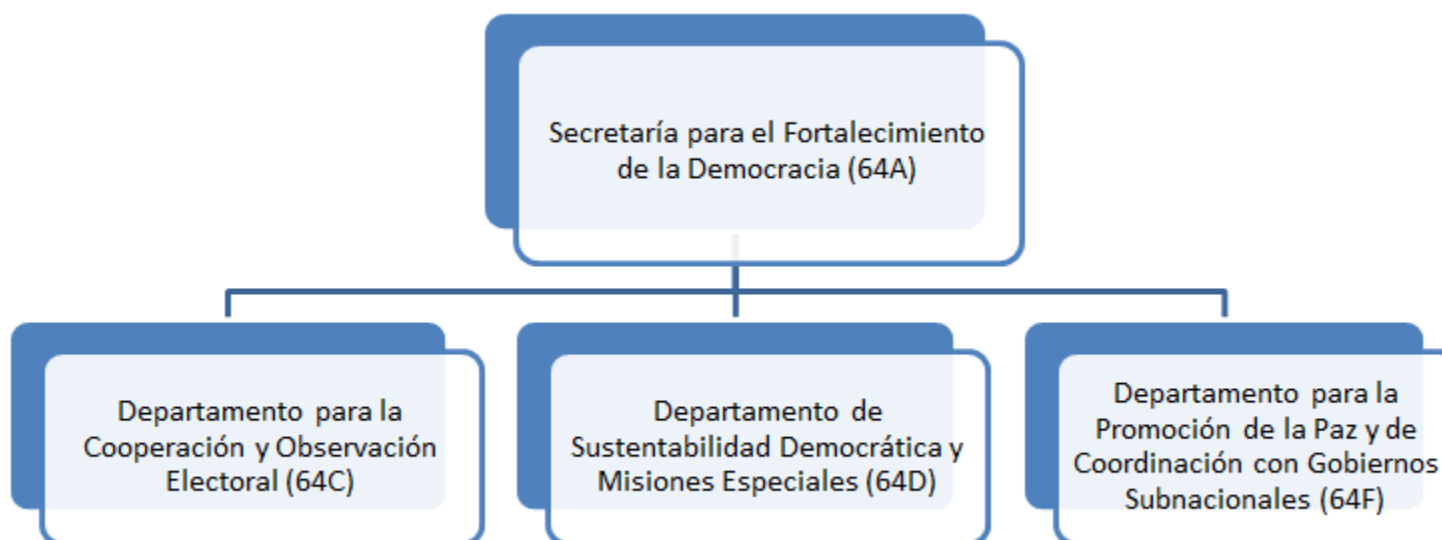 Secretaría para el Fortalecimiento
de la Democracia (64A)
Departamento para la
Cooperación y Observación
Electoral (64C)
Departamento de
Sustentabilidad Democrática y
Misiones Especiales (64D)
Departamento para la
Promoción de la Paz y de
Coordinación con Gobiernos
Subnacionales (64F)